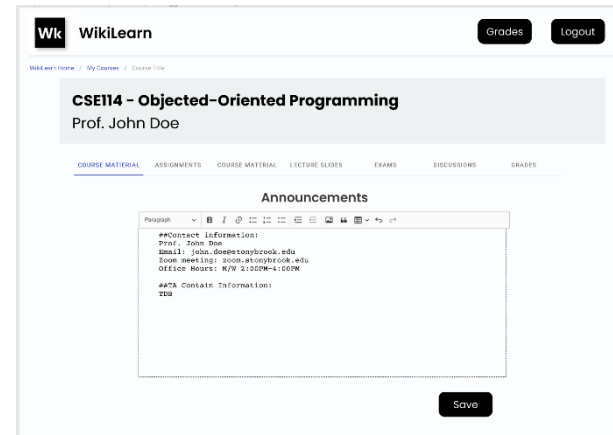 Wk WikiLearn Grades Logout
WikiLearn Home / My Courses / Course Title
CSE114 - Objected-Oriented Programming
Prof. John Doe
COURSE MATIERIAL ASSIGNMENTS COURSE MATERIAL LECTURE SLIDES EXAMS DISCUSSIONS GRADES
Announcements
Paragraph B I
##Contact information:
Prof. John Doe
Email: john.doe@stonybrook.edu
Zoom meeting: zoom.stonybrook.edu
Office Hours: M/W 2:00PM-4:00PM
##TA Contain Information:
TDB
Save